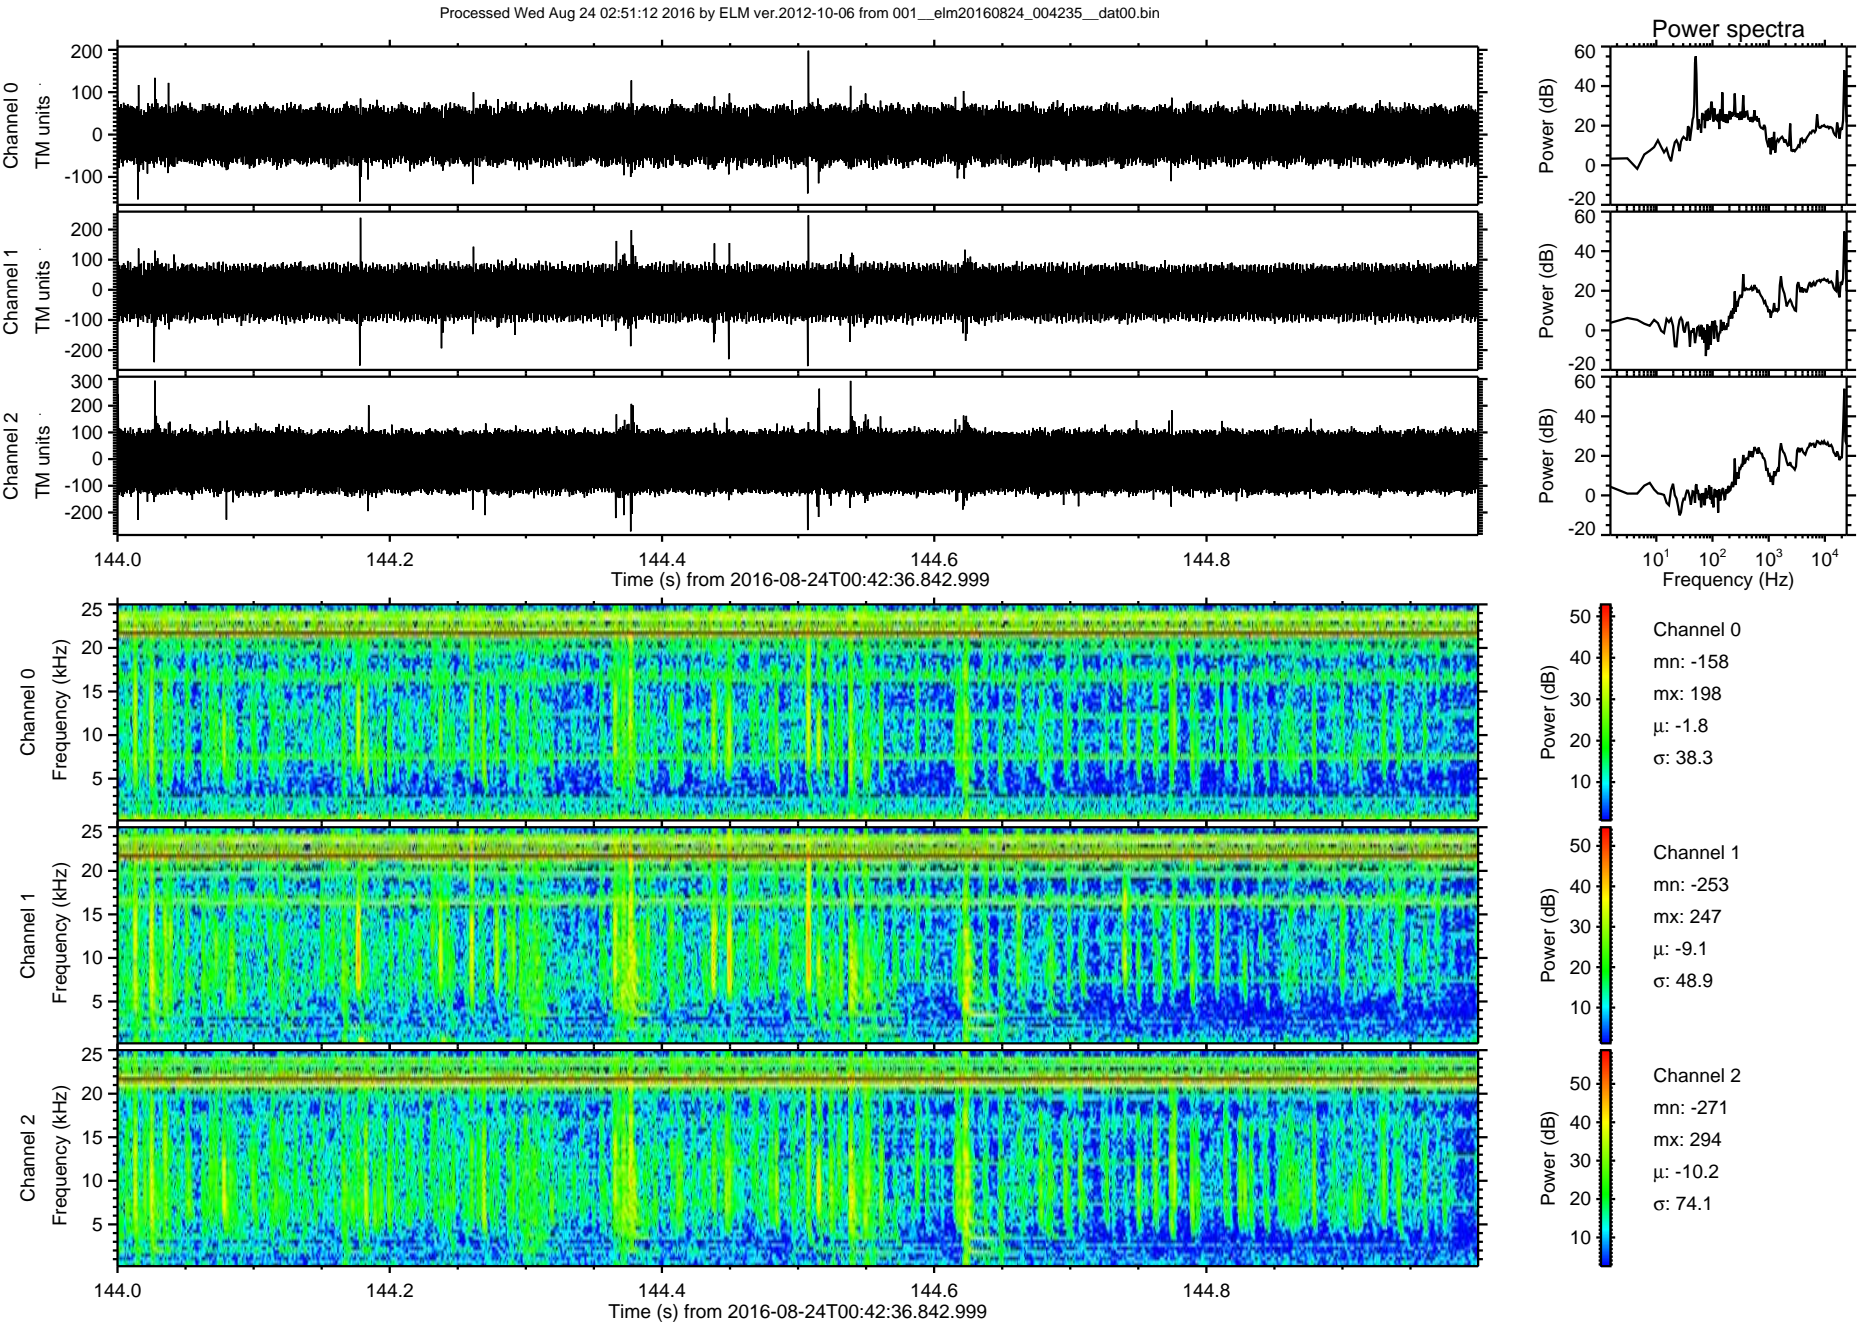 Processed Wed Aug 24 02:51:12 2016 by ELM ver.2012-10-06 from 001__elm20160824_004235__dat00.bin
Power spectra
Channel 0
TM units
200
100
0
-100
Power (dB)
60
40
20
0
-20
Channel 1
TM units
200
100
0
-100
-200
Power (dB)
60
40
20
0
-20
Channel 2
TM units
300
200
100
0
-100
-200
Power (dB)
60
40
20
0
-20
144.0 144.2 144.4 144.6 144.8
Time (s) from 2016-08-24T00:42:36.842.999
10^1 10^2 10^3 10^4
Frequency (Hz)
Channel 0
Frequency (kHz)
25
20
15
10
5
Power (dB)
50
40
30
20
10
Channel 0
mn: -158
mx: 198
μ: -1.8
σ: 38.3
Channel 1
Frequency (kHz)
25
20
15
10
5
Power (dB)
50
40
30
20
10
Channel 1
mn: -253
mx: 247
μ: -9.1
σ: 48.9
Channel 2
Frequency (kHz)
25
20
15
10
5
Power (dB)
50
40
30
20
10
Channel 2
mn: -271
mx: 294
μ: -10.2
σ: 74.1
144.0 144.2 144.4 144.6 144.8
Time (s) from 2016-08-24T00:42:36.842.999